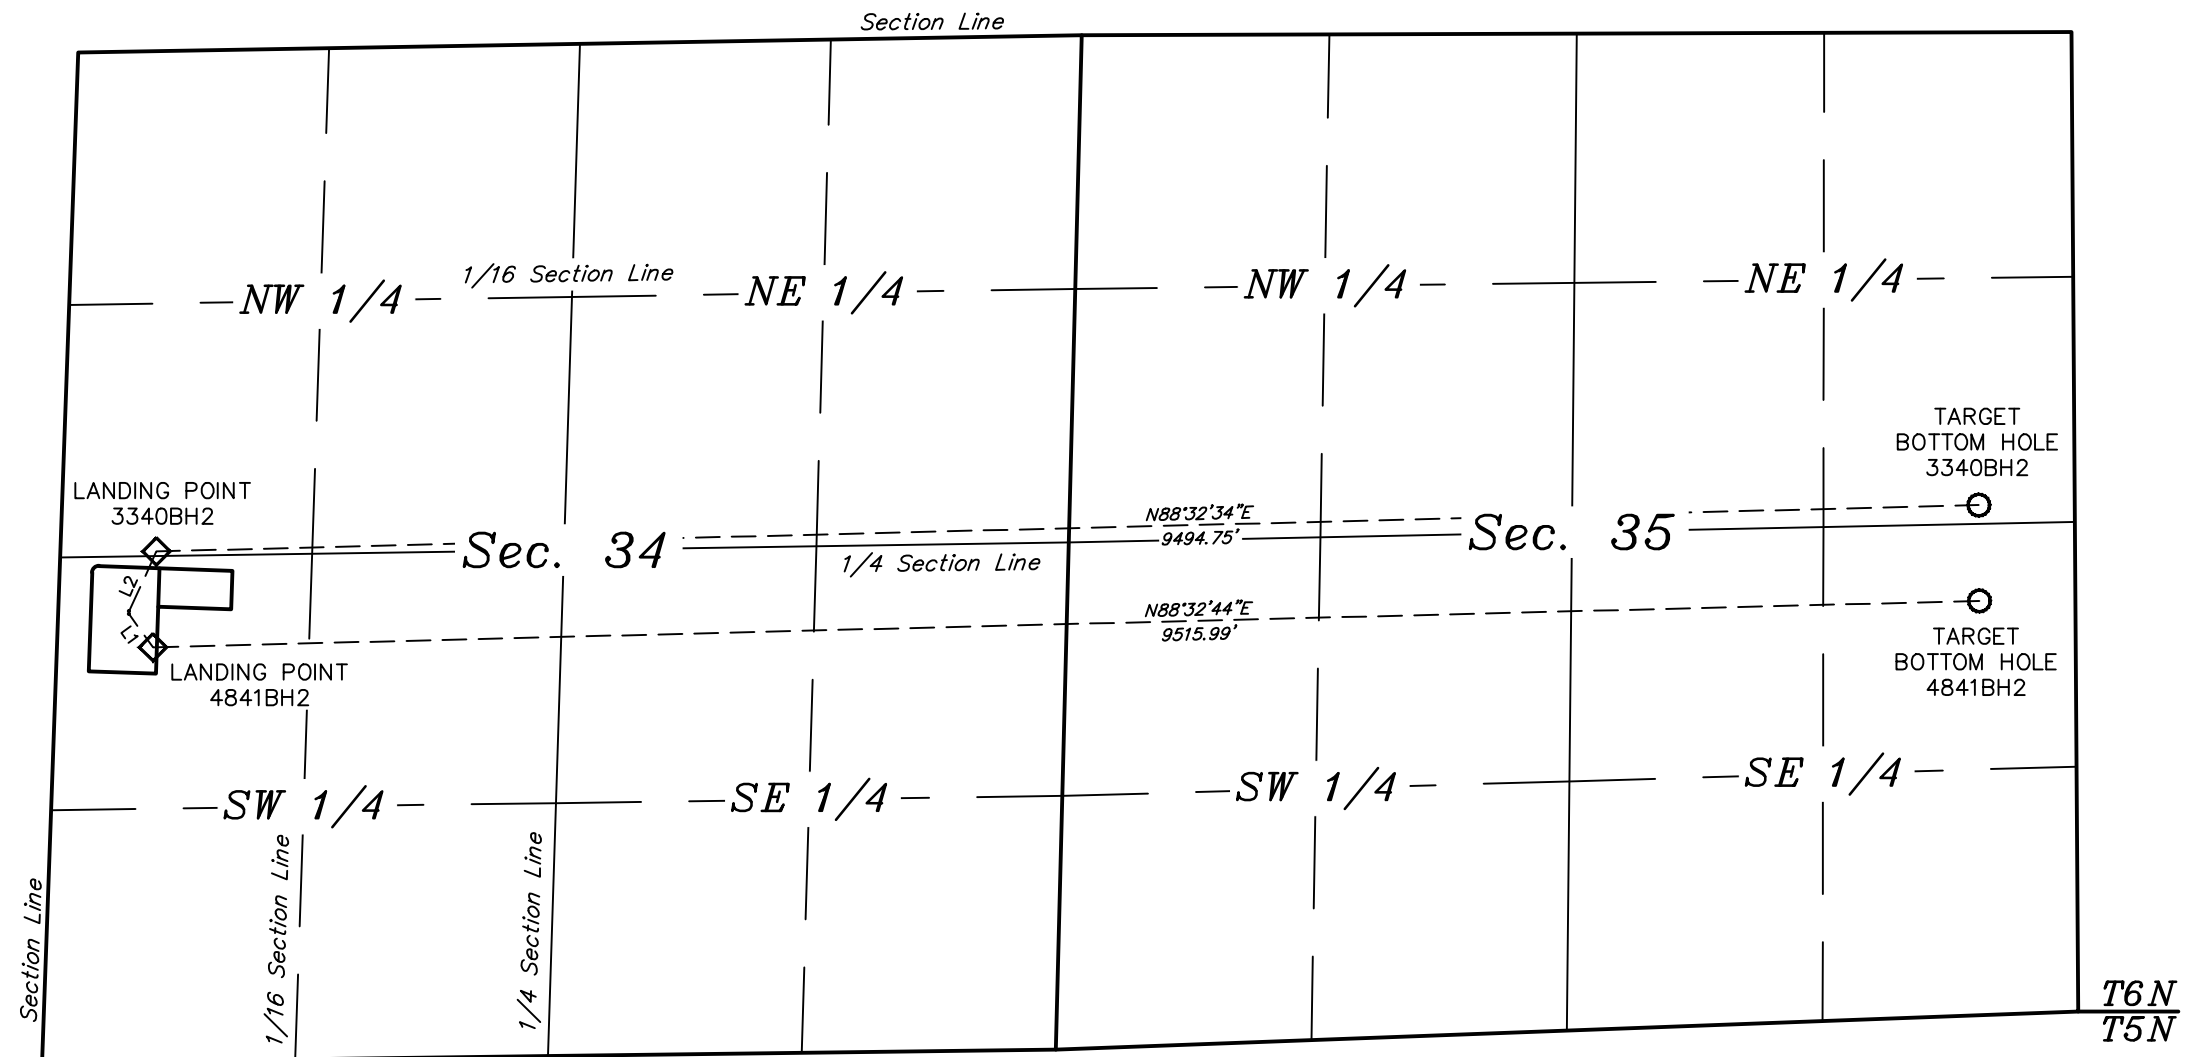 Section Line
NW 1/4
1/16 Section Line
NE 1/4
NW 1/4
NE 1/4
TARGET
BOTTOM HOLE
3340BH2
LANDING POINT
3340BH2
N88°32'34"E
9494.75'
Sec. 34
Sec. 35
1/4 Section Line
L2
L1
N88°32'44"E
9515.99'
TARGET
BOTTOM HOLE
4841BH2
LANDING POINT
4841BH2
SW 1/4
SE 1/4
SW 1/4
SE 1/4
Section Line
1/16 Section Line
1/4 Section Line
T6N
T5N